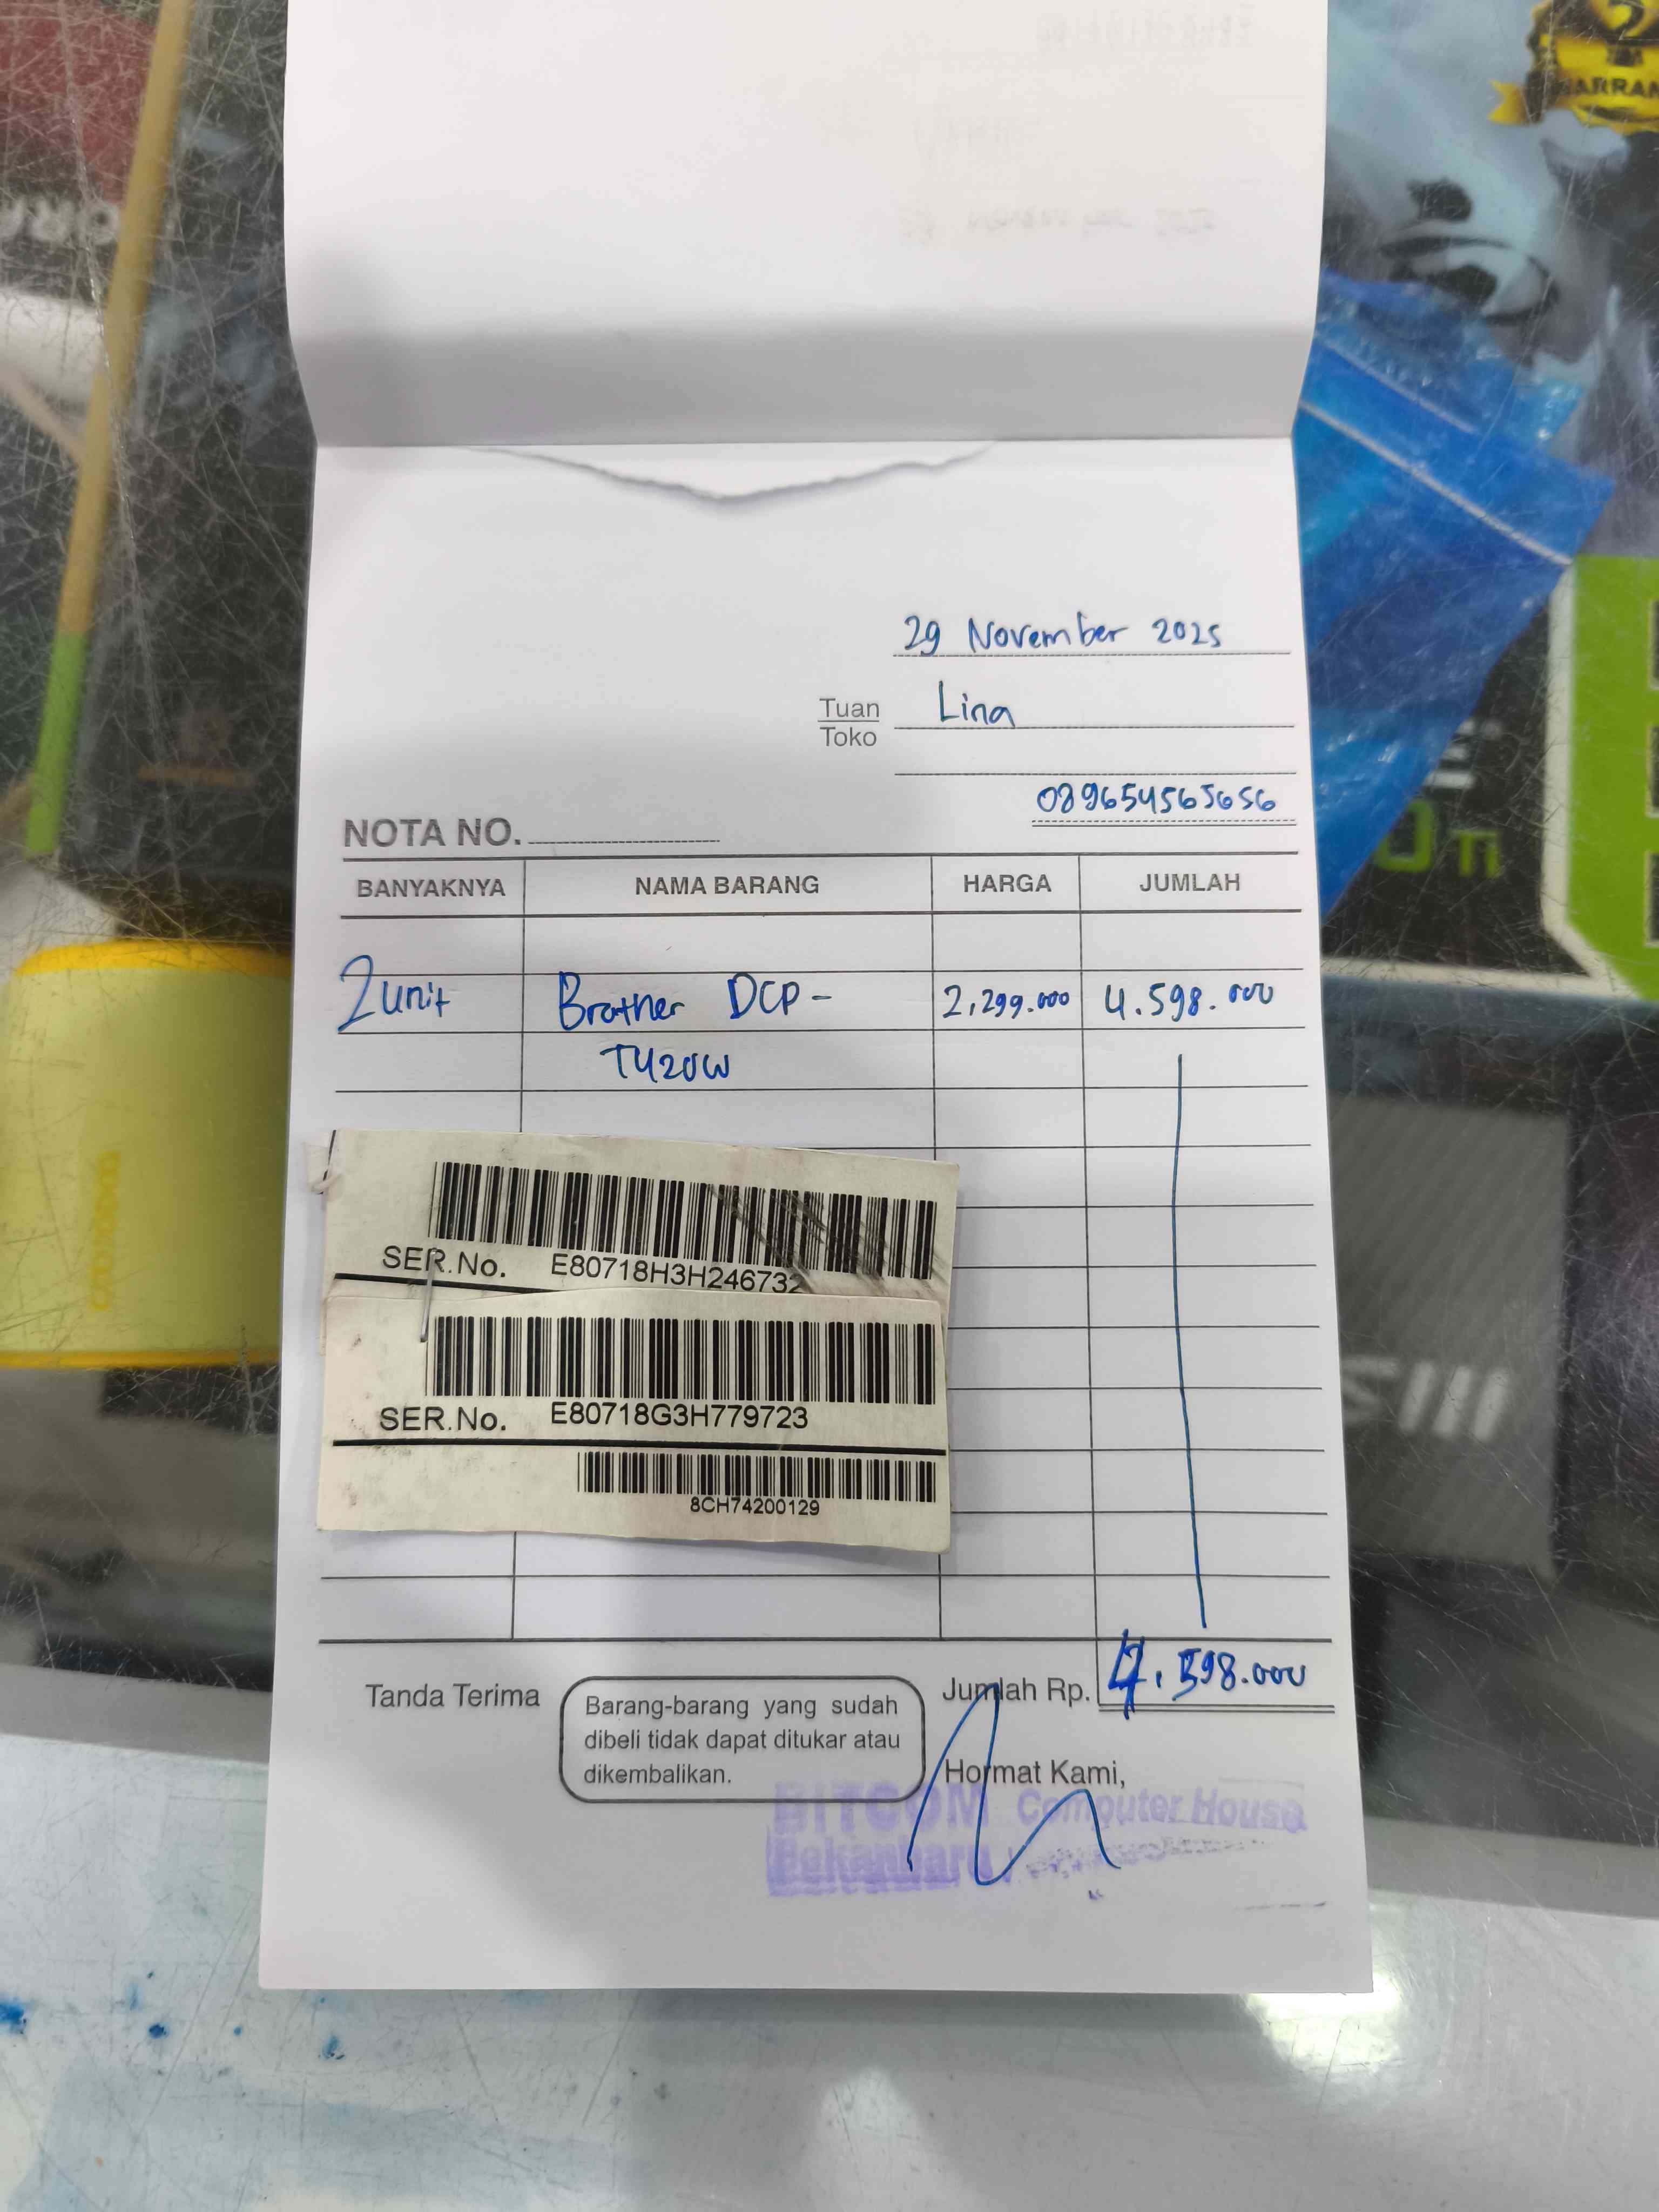 29 November 2025
Tuan Lina
Toko
089654565656
NOTA NO.
BANYAKNYA NAMA BARANG HARGA JUMLAH
2 unit Brother DCP- 2,299.000 4.598.000
T420W
SER.No. E80718H3H246732
SER.No. E80718G3H779723
8CH74200129
Tanda Terima
Barang-barang yang sudah
dibeli tidak dapat ditukar atau
dikembalikan.
Jumlah Rp. 4.598.000
Hormat Kami,
BITCOM Computer House
Pekanbaru